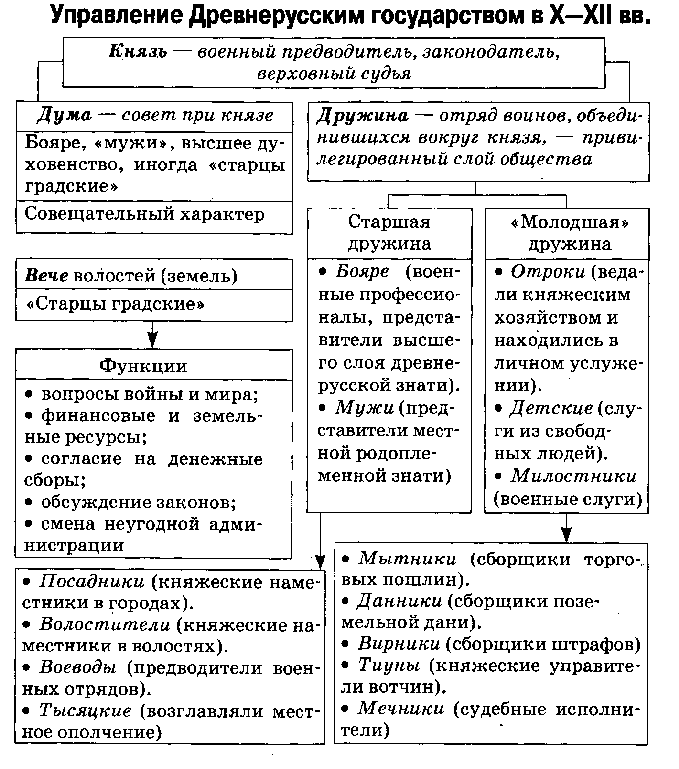 Управление Древнерусским государством в X—XII вв.
Князь — военный предводитель, законодатель,
верховный судья
Дума — совет при князе
Бояре, «мужи», высшее ду-
ховенство, иногда «старцы
градские»
Совещательный характер
Дружина — отряд воинов, объеди-
нившихся вокруг князя, — приви-
легированный слой общества
Старшая
дружина
• Бояре (воен-
ные профессио-
налы, предста-
вители высше-
го слоя древне-
русской знати).
• Мужи (пред-
ставители мест-
ной родопле-
менной знати)
«Молодшая»
дружина
• Отроки (веда-
ли княжеским
хозяйством и
находились в
личном услуже-
нии).
• Детские (слу-
ги из свобод-
ных людей).
• Милостники
(военные слуги)
Вече волостей (земель)
«Старцы градские»
Функции
• вопросы войны и мира;
• финансовые и земель-
ные ресурсы;
• согласие на денежные
сборы;
• обсуждение законов;
• смена неугодной адми-
нистрации
• Посадники (княжеские наме-
стники в городах).
• Волостители (княжеские на-
местники в волостях).
• Воеводы (предводители воен-
ных отрядов).
• Тысяцкие (возглавляли мест-
ное ополчение)
• Мытники (сборщики торго-
вых пошлин).
• Данники (сборщики позе-
мельной дани).
• Вирники (сборщики штрафов)
• Тиуны (княжеские управите-
ли вотчин).
• Мечники (судебные исполни-
тели)